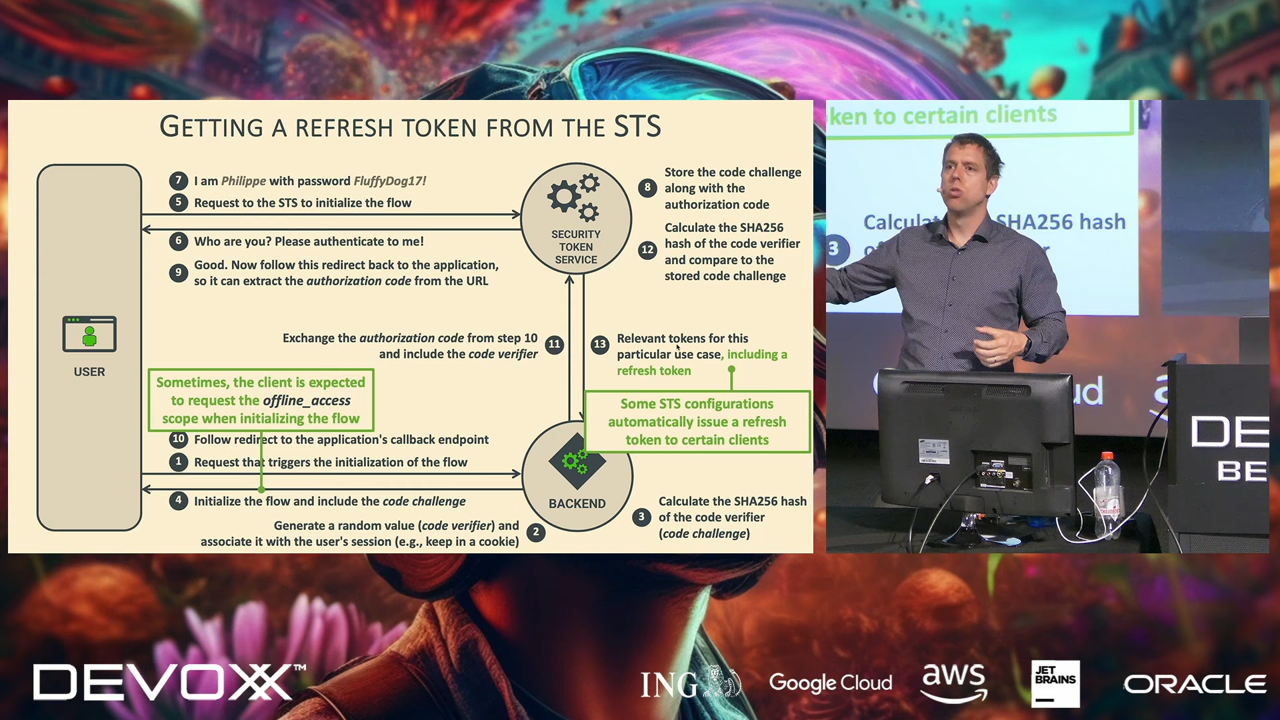 GETTING A REFRESH TOKEN FROM THE STS
7 I am Philippe with password FluffyDog17!
5 Request to the STS to initialize the flow
6 Who are you? Please authenticate to me!
9 Good. Now follow this redirect back to the application,
so it can extract the authorization code from the URL
SECURITY
TOKEN
SERVICE
8 Store the code challenge
along with the
authorization code
12 Calculate the SHA256
hash of the code verifier
and compare to the
stored code challenge
USER
Exchange the authorization code from step 10
and include the code verifier
11
13 Relevant tokens for this
particular use case, including a
refresh token
Sometimes, the client is expected
to request the offline_access
scope when initializing the flow
Some STS configurations
automatically issue a refresh
token to certain clients
10 Follow redirect to the application's callback endpoint
1 Request that triggers the initialization of the flow
4 Initialize the flow and include the code challenge
Generate a random value (code verifier) and
associate it with the user's session (e.g., keep in a cookie)
2
BACKEND
3 Calculate the SHA256 hash
of the code verifier
(code challenge)
ken to certain clients
3 Calculate SHA256 hash
ud
a
DE
BE
DEVOXX™
ING
Google Cloud
aws
JET
BRAINS
ORACLE